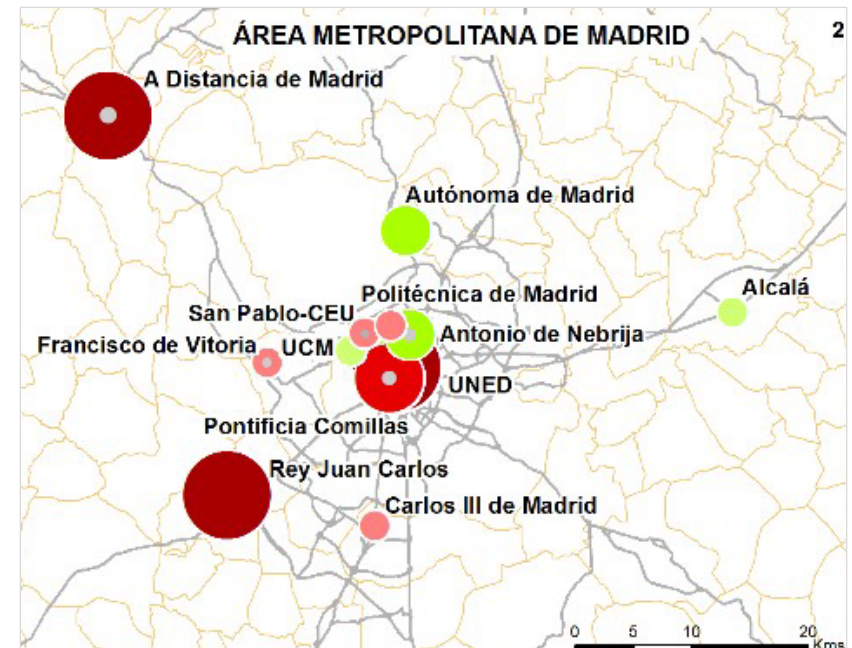 ÁREA METROPOLITANA DE MADRID
2
A Distancia de Madrid
Autónoma de Madrid
Alcalá
Politécnica de Madrid
San Pablo-CEU
Antonio de Nebrija
Francisco de Vitoria
UCM
UNED
Pontificia Comillas
Rey Juan Carlos
Carlos III de Madrid
0 5 10 20
Kms